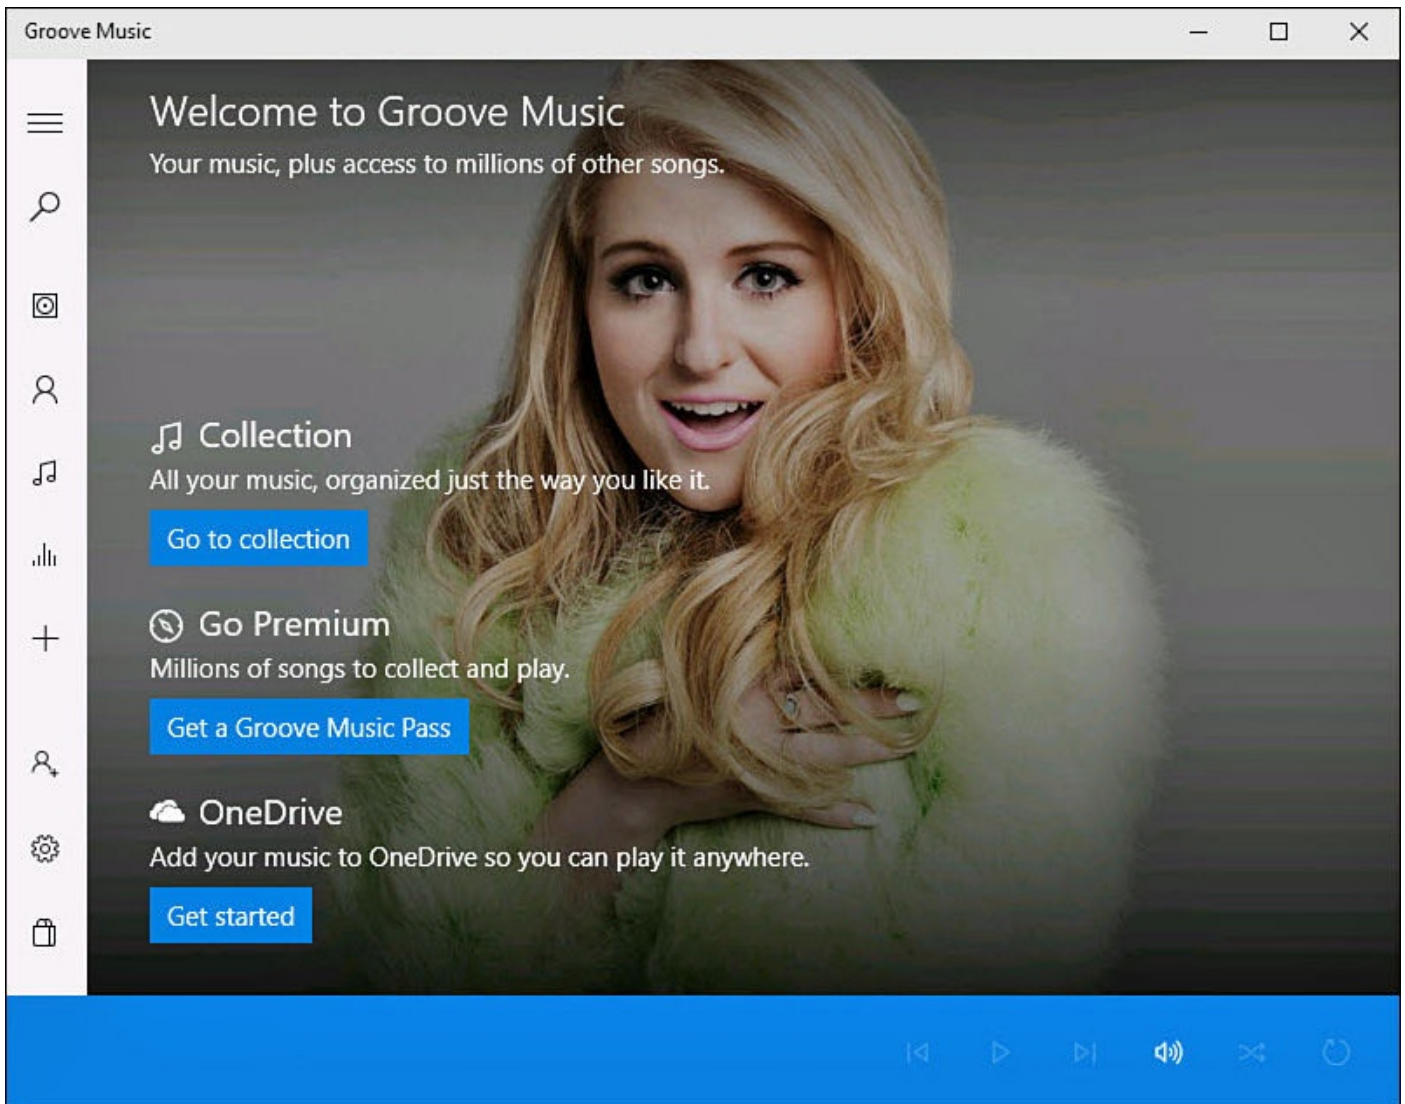 Groove Music
Welcome to Groove Music
Your music, plus access to millions of other songs.
Collection
All your music, organized just the way you like it.
Go to collection
Go Premium
Millions of songs to collect and play.
Get a Groove Music Pass
OneDrive
Add your music to OneDrive so you can play it anywhere.
Get started